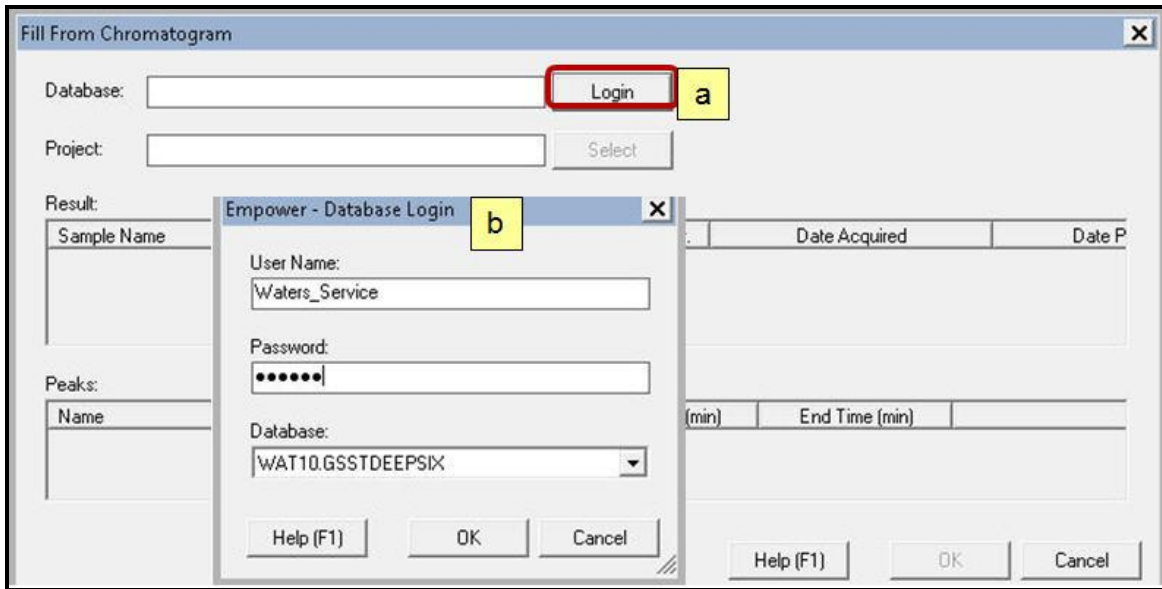 Fill From Chromatogram
Database: Login a
Project: Select
Result:
Sample Name . Date Acquired Date P
Empower - Database Login b
User Name:
Waters_Service
Password:
●●●●●●
Database:
WAT10.GSSTDEEPSIX
Help (F1) OK Cancel
Peaks:
Name (min) End Time (min)
Help (F1) OK Cancel